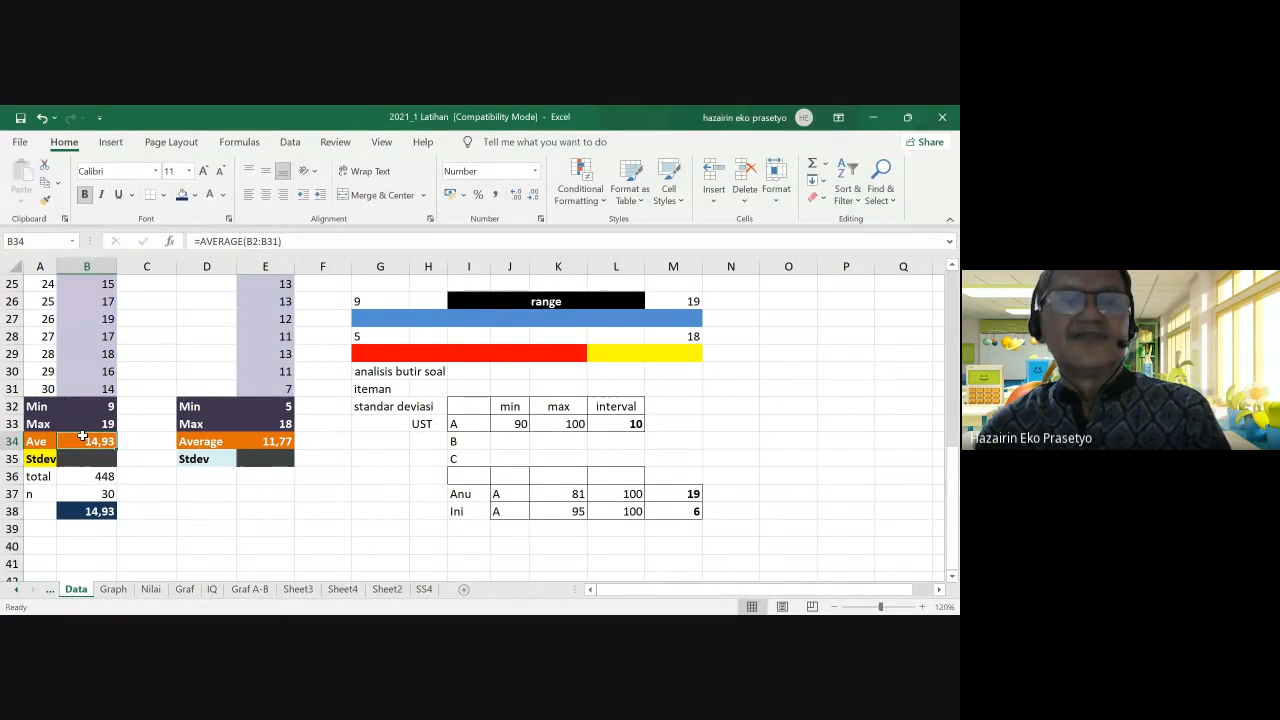 2021_1 Latihan [Compatibility Mode] - Excel
hazairin eko prasetyo
HE
File Home Insert Page Layout Formulas Data Review View Help Tell me what you want to do Share
Paste
Calibri 11
Wrap Text
Merge & Center
Number
Conditional Formatting
Format as Table
Cell Styles
Insert
Delete
Format
Sort & Filter
Find & Select
B I U
Clipboard Font Alignment Number Styles Cells Editing
B34 fx =AVERAGE(B2:B31)
A B C D E F G H I J K L M N O P Q
25 24 15 13
26 25 17 13 9 range 19
27 26 19 12
28 27 17 11 5 18
29 28 18 13
30 29 16 11 analisis butir soal
31 30 14 7 iteman
32 Min 9 Min 5 standar deviasi min max interval
33 Max 19 Max 18 UST A 90 100 10
34 Ave 14,93 Average 11,77 B
35 Stdev Stdev C
36 total 448
37 n 30 Anu A 81 100 19
38 14,93 Ini A 95 100 6
39
40
41
... Data Graph Nilai Graf IQ Graf A-B Sheet3 Sheet4 Sheet2 SS4
Ready 120%
Hazairin Eko Prasetyo